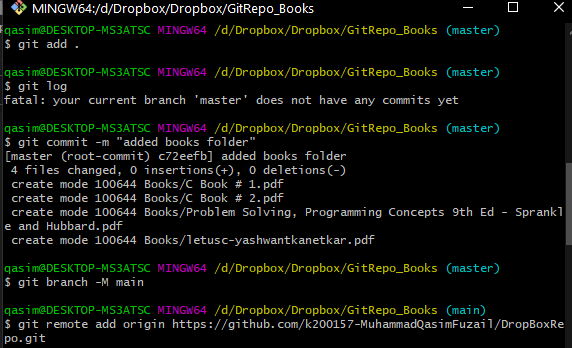 MINGW64:/d/Dropbox/Dropbox/GitRepo_Books
qasim@DESKTOP-MS3ATSC MINGW64 /d/Dropbox/Dropbox/GitRepo_Books (master)
$ git add .
qasim@DESKTOP-MS3ATSC MINGW64 /d/Dropbox/Dropbox/GitRepo_Books (master)
$ git log
fatal: your current branch 'master' does not have any commits yet
qasim@DESKTOP-MS3ATSC MINGW64 /d/Dropbox/Dropbox/GitRepo_Books (master)
$ git commit -m "added books folder"
[master (root-commit) c72eefb] added books folder
 4 files changed, 0 insertions(+), 0 deletions(-)
 create mode 100644 Books/C Book # 1.pdf
 create mode 100644 Books/C Book # 2.pdf
 create mode 100644 Books/Problem Solving, Programming Concepts 9th Ed - Sprankl
e and Hubbard.pdf
 create mode 100644 Books/letusc-yashwantkanetkar.pdf
qasim@DESKTOP-MS3ATSC MINGW64 /d/Dropbox/Dropbox/GitRepo_Books (master)
$ git branch -M main
qasim@DESKTOP-MS3ATSC MINGW64 /d/Dropbox/Dropbox/GitRepo_Books (main)
$ git remote add origin https://github.com/k200157-MuhammadQasimFuzail/DropBoxRe
po.git